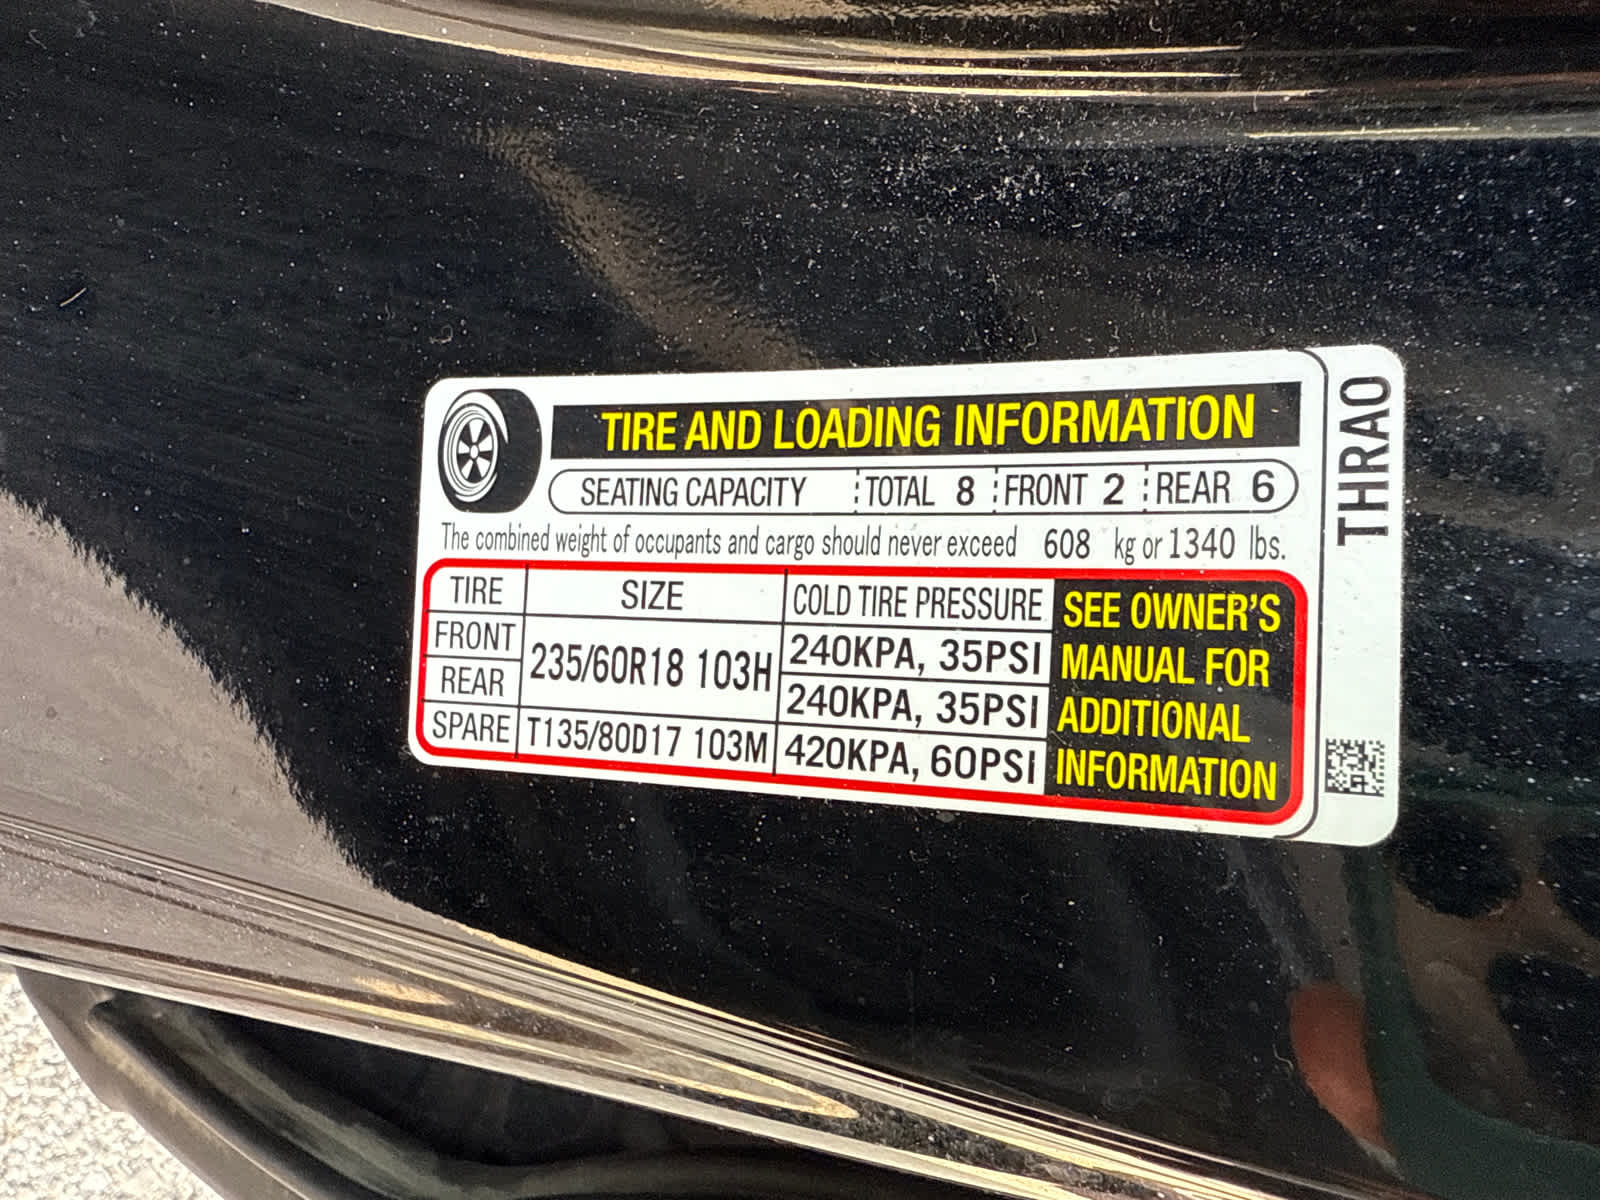 TIRE AND LOADING INFORMATION
SEATING CAPACITY TOTAL 8 FRONT 2 REAR 6
The combined weight of occupants and cargo should never exceed 608 kg or 1340 lbs.
TIRE SIZE COLD TIRE PRESSURE
FRONT 235/60R18 103H 240KPA, 35PSI
REAR 240KPA, 35PSI
SPARE T135/80D17 103M 420KPA, 60PSI
SEE OWNER'S
MANUAL FOR
ADDITIONAL
INFORMATION
THRAO